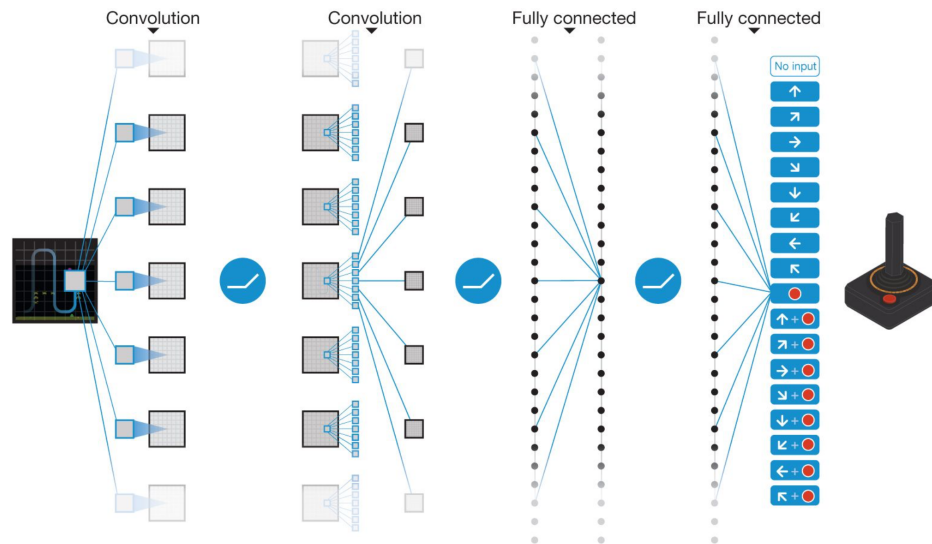 Convolution
Convolution
Fully connected
Fully connected
No input
+
+
+
+
+
+
+
+